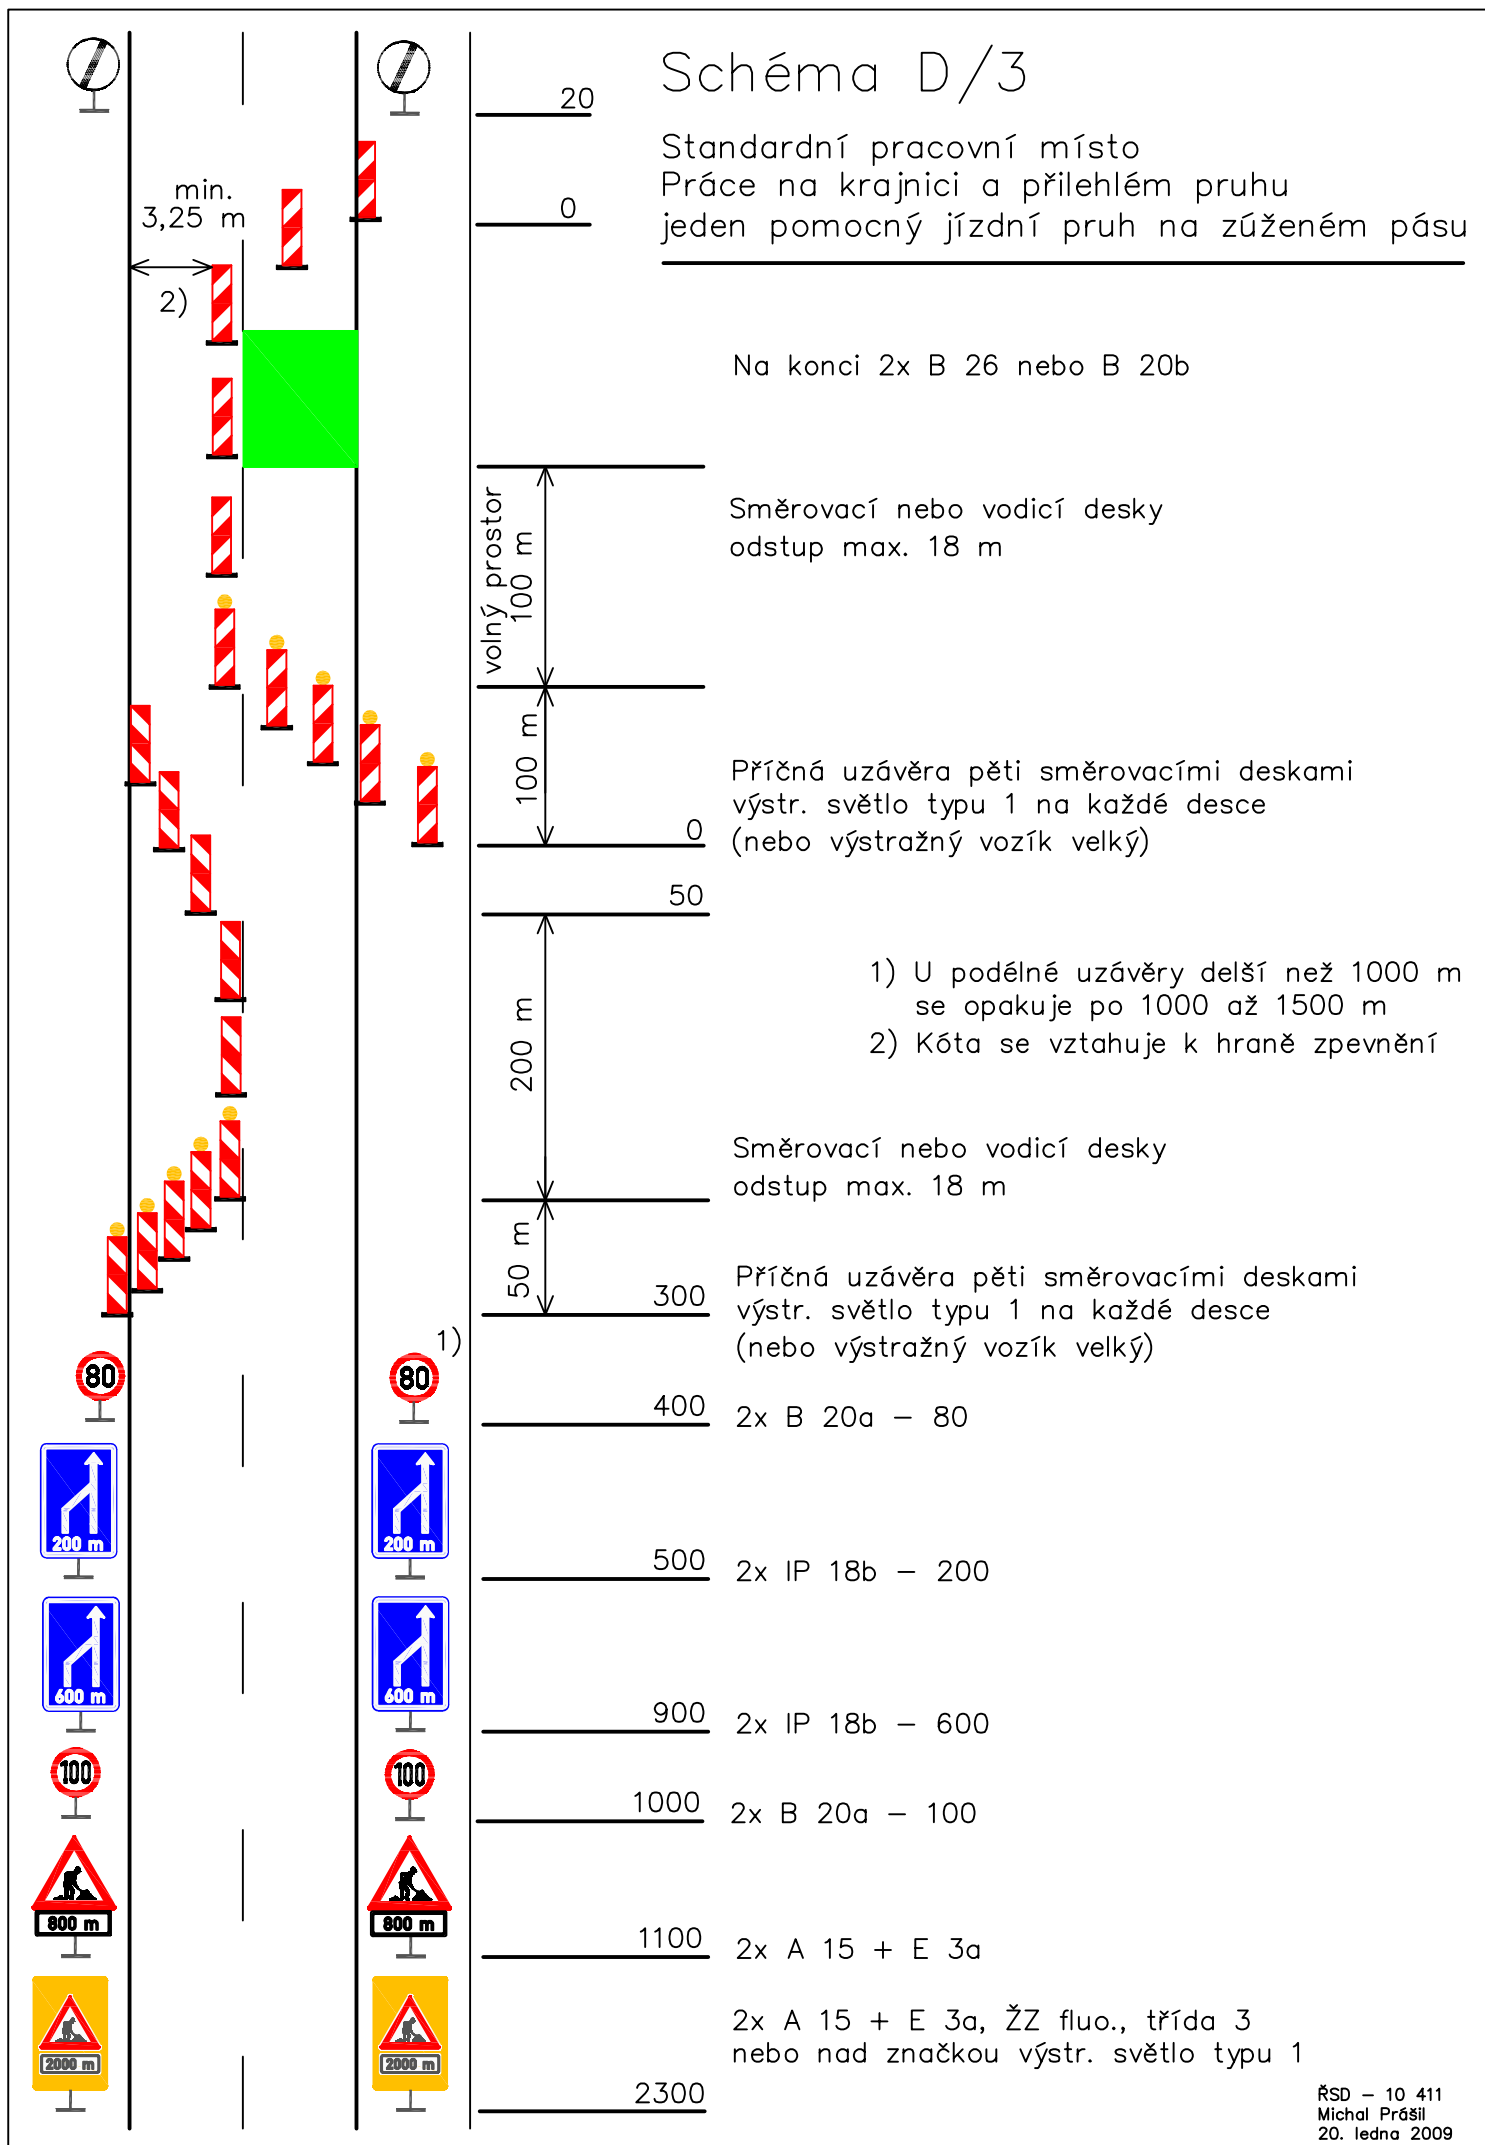 Schéma D/3
20
Standardní pracovní místo
Práce na krajnici a přilehlém pruhu
jeden pomocný jízdní pruh na zúženém pásu
min.
3,25 m
0
2)
Na konci 2x B 26 nebo B 20b
volný prostor
100 m
Směrovací nebo vodicí desky
odstup max. 18 m
100 m
Příčná uzávěra pěti směrovacími deskami
výstr. světlo typu 1 na každé desce
(nebo výstražný vozík velký)
0
50
200 m
1) U podélné uzávěry delší než 1000 m
se opakuje po 1000 až 1500 m
2) Kóta se vztahuje k hraně zpevnění
Směrovací nebo vodicí desky
odstup max. 18 m
50 m
Příčná uzávěra pěti směrovacími deskami
výstr. světlo typu 1 na každé desce
(nebo výstražný vozík velký)
300
1)
80
80
400
2x B 20a – 80
200 m
200 m
500
2x IP 18b – 200
600 m
600 m
900
2x IP 18b – 600
100
100
1000
2x B 20a – 100
800 m
800 m
1100
2x A 15 + E 3a
2000 m
2000 m
2x A 15 + E 3a, ŽZ fluo., třída 3
nebo nad značkou výstr. světlo typu 1
2300
ŘSD – 10 411
Michal Prášil
20. ledna 2009